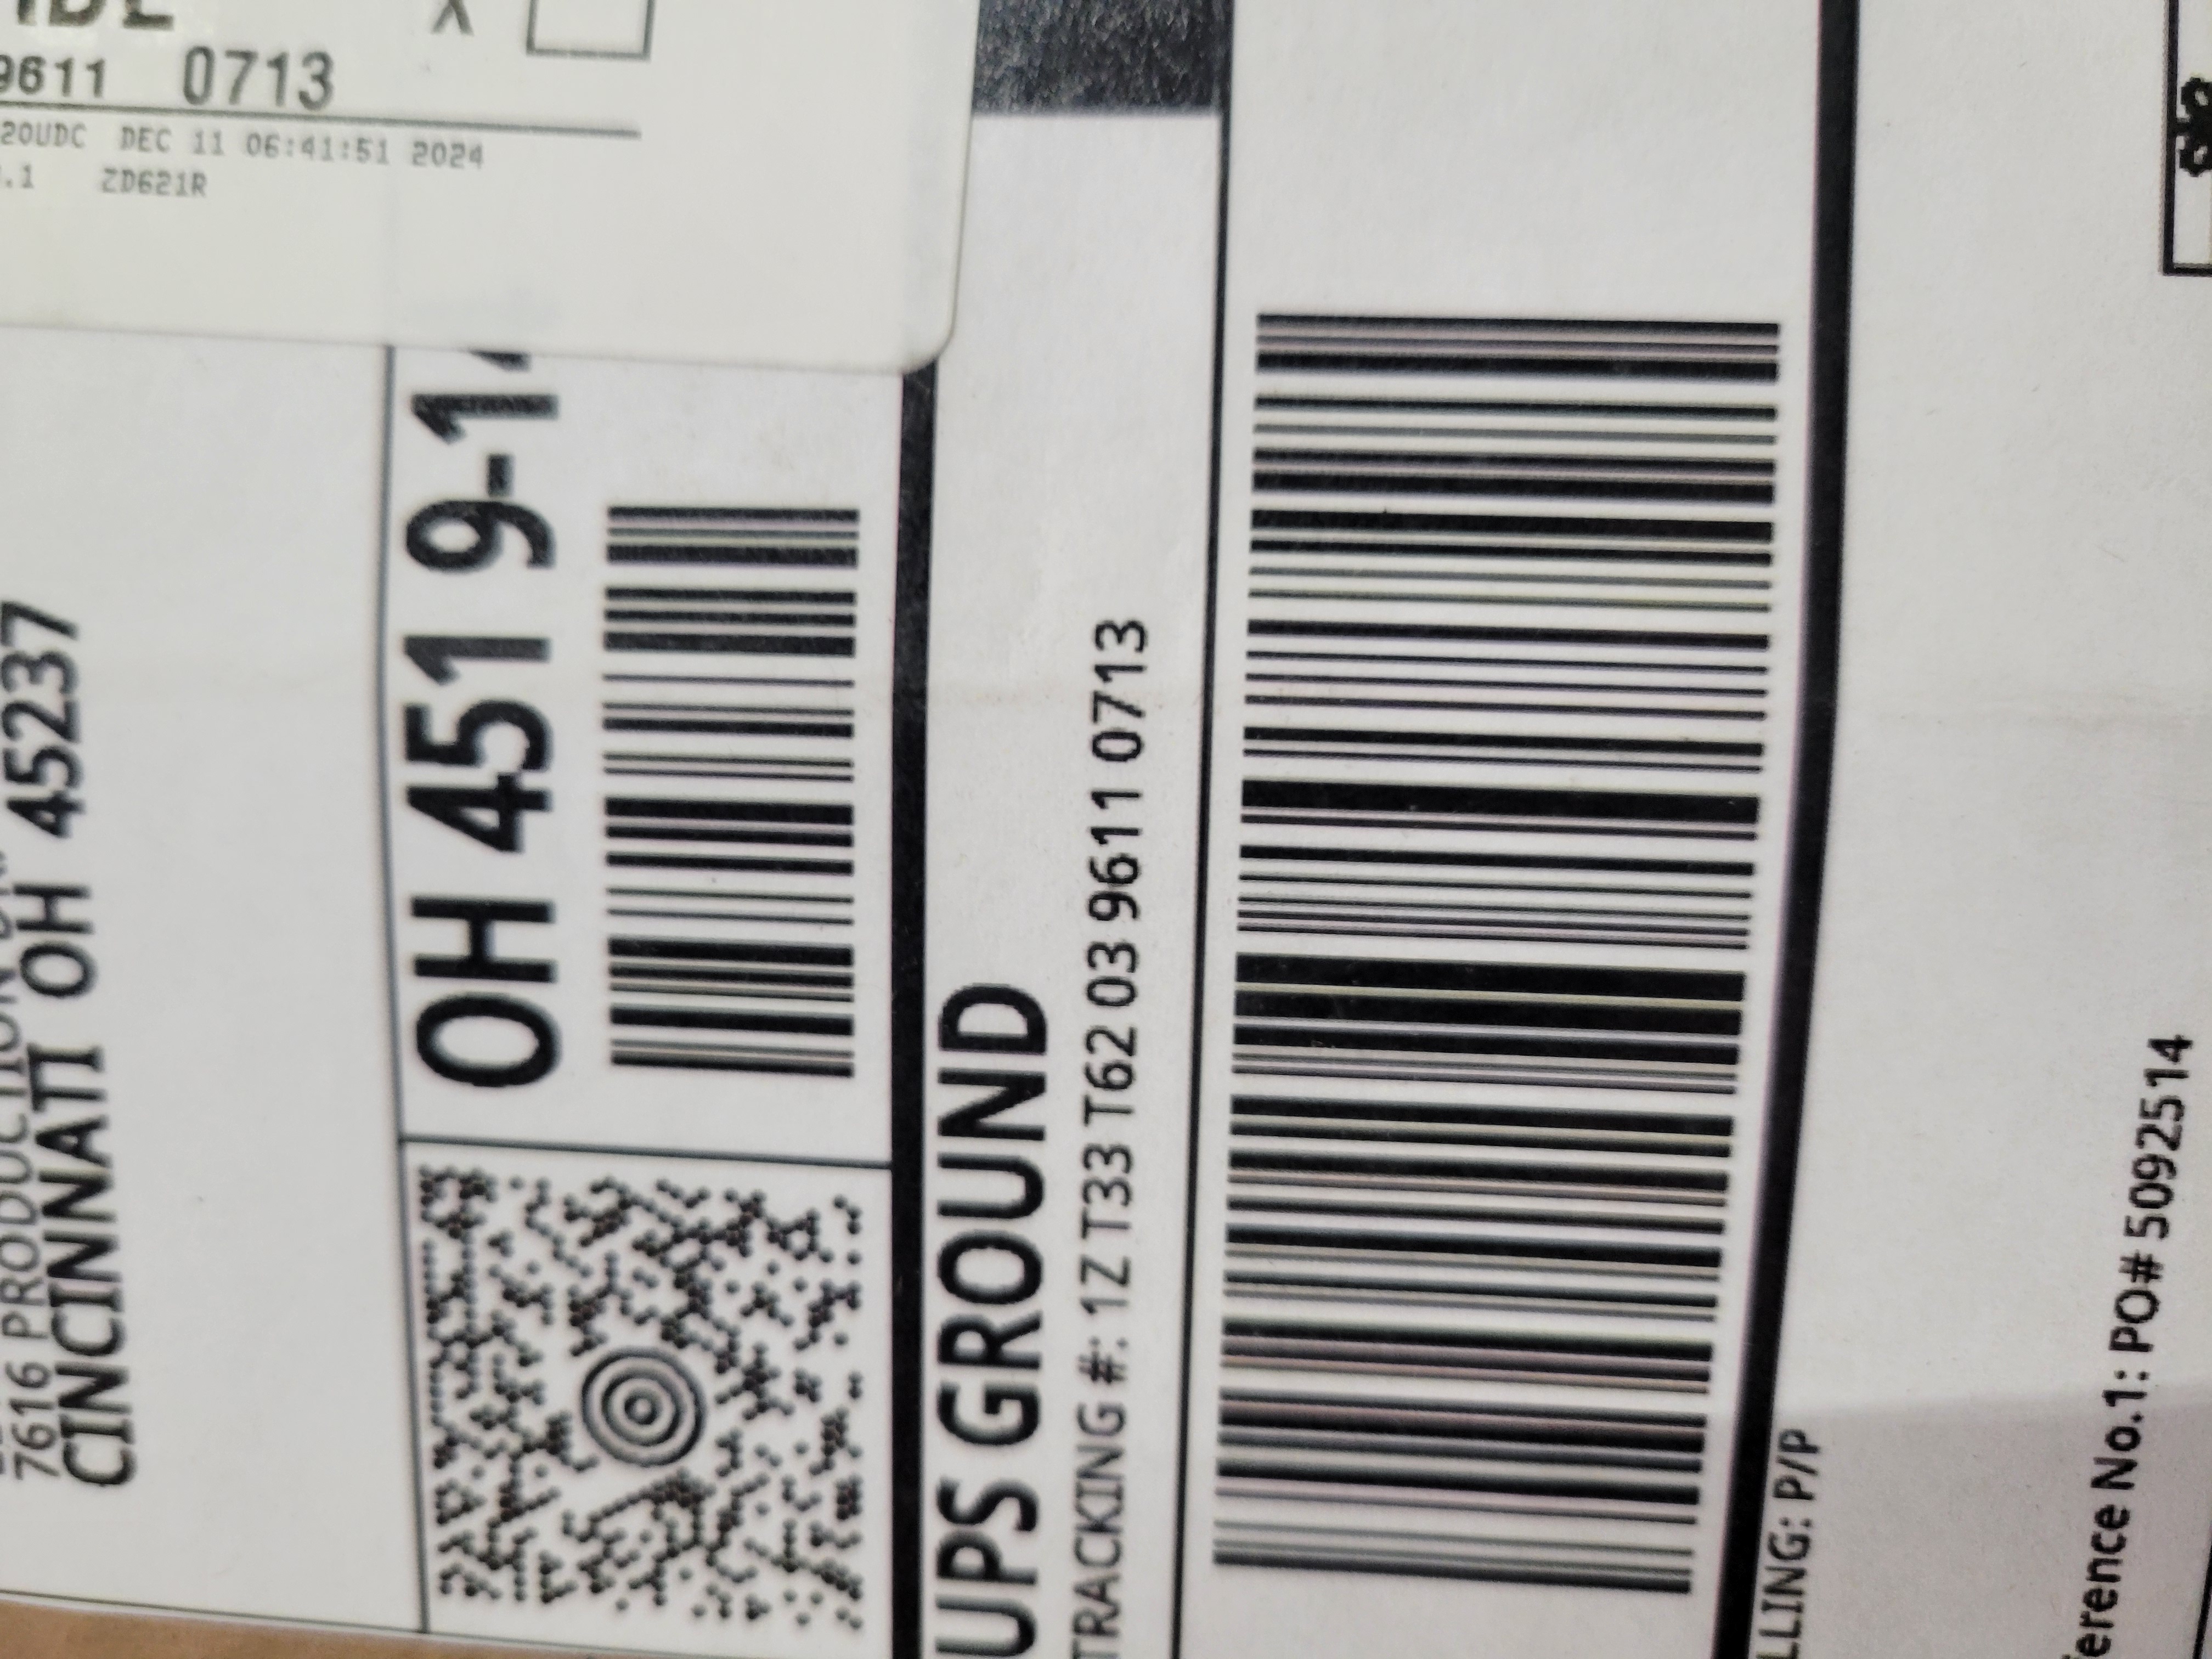 9611 0713
20UDC DEC 11 06:41:51 2024
.1 ZD621R
7616 PRODUCTION
CINCINNATI OH 45237
OH 451 9-1
UPS GROUND
TRACKING #: 1Z T33 T62 03 9611 0713
LLING: P/P
erence No.1: PO# 5092514